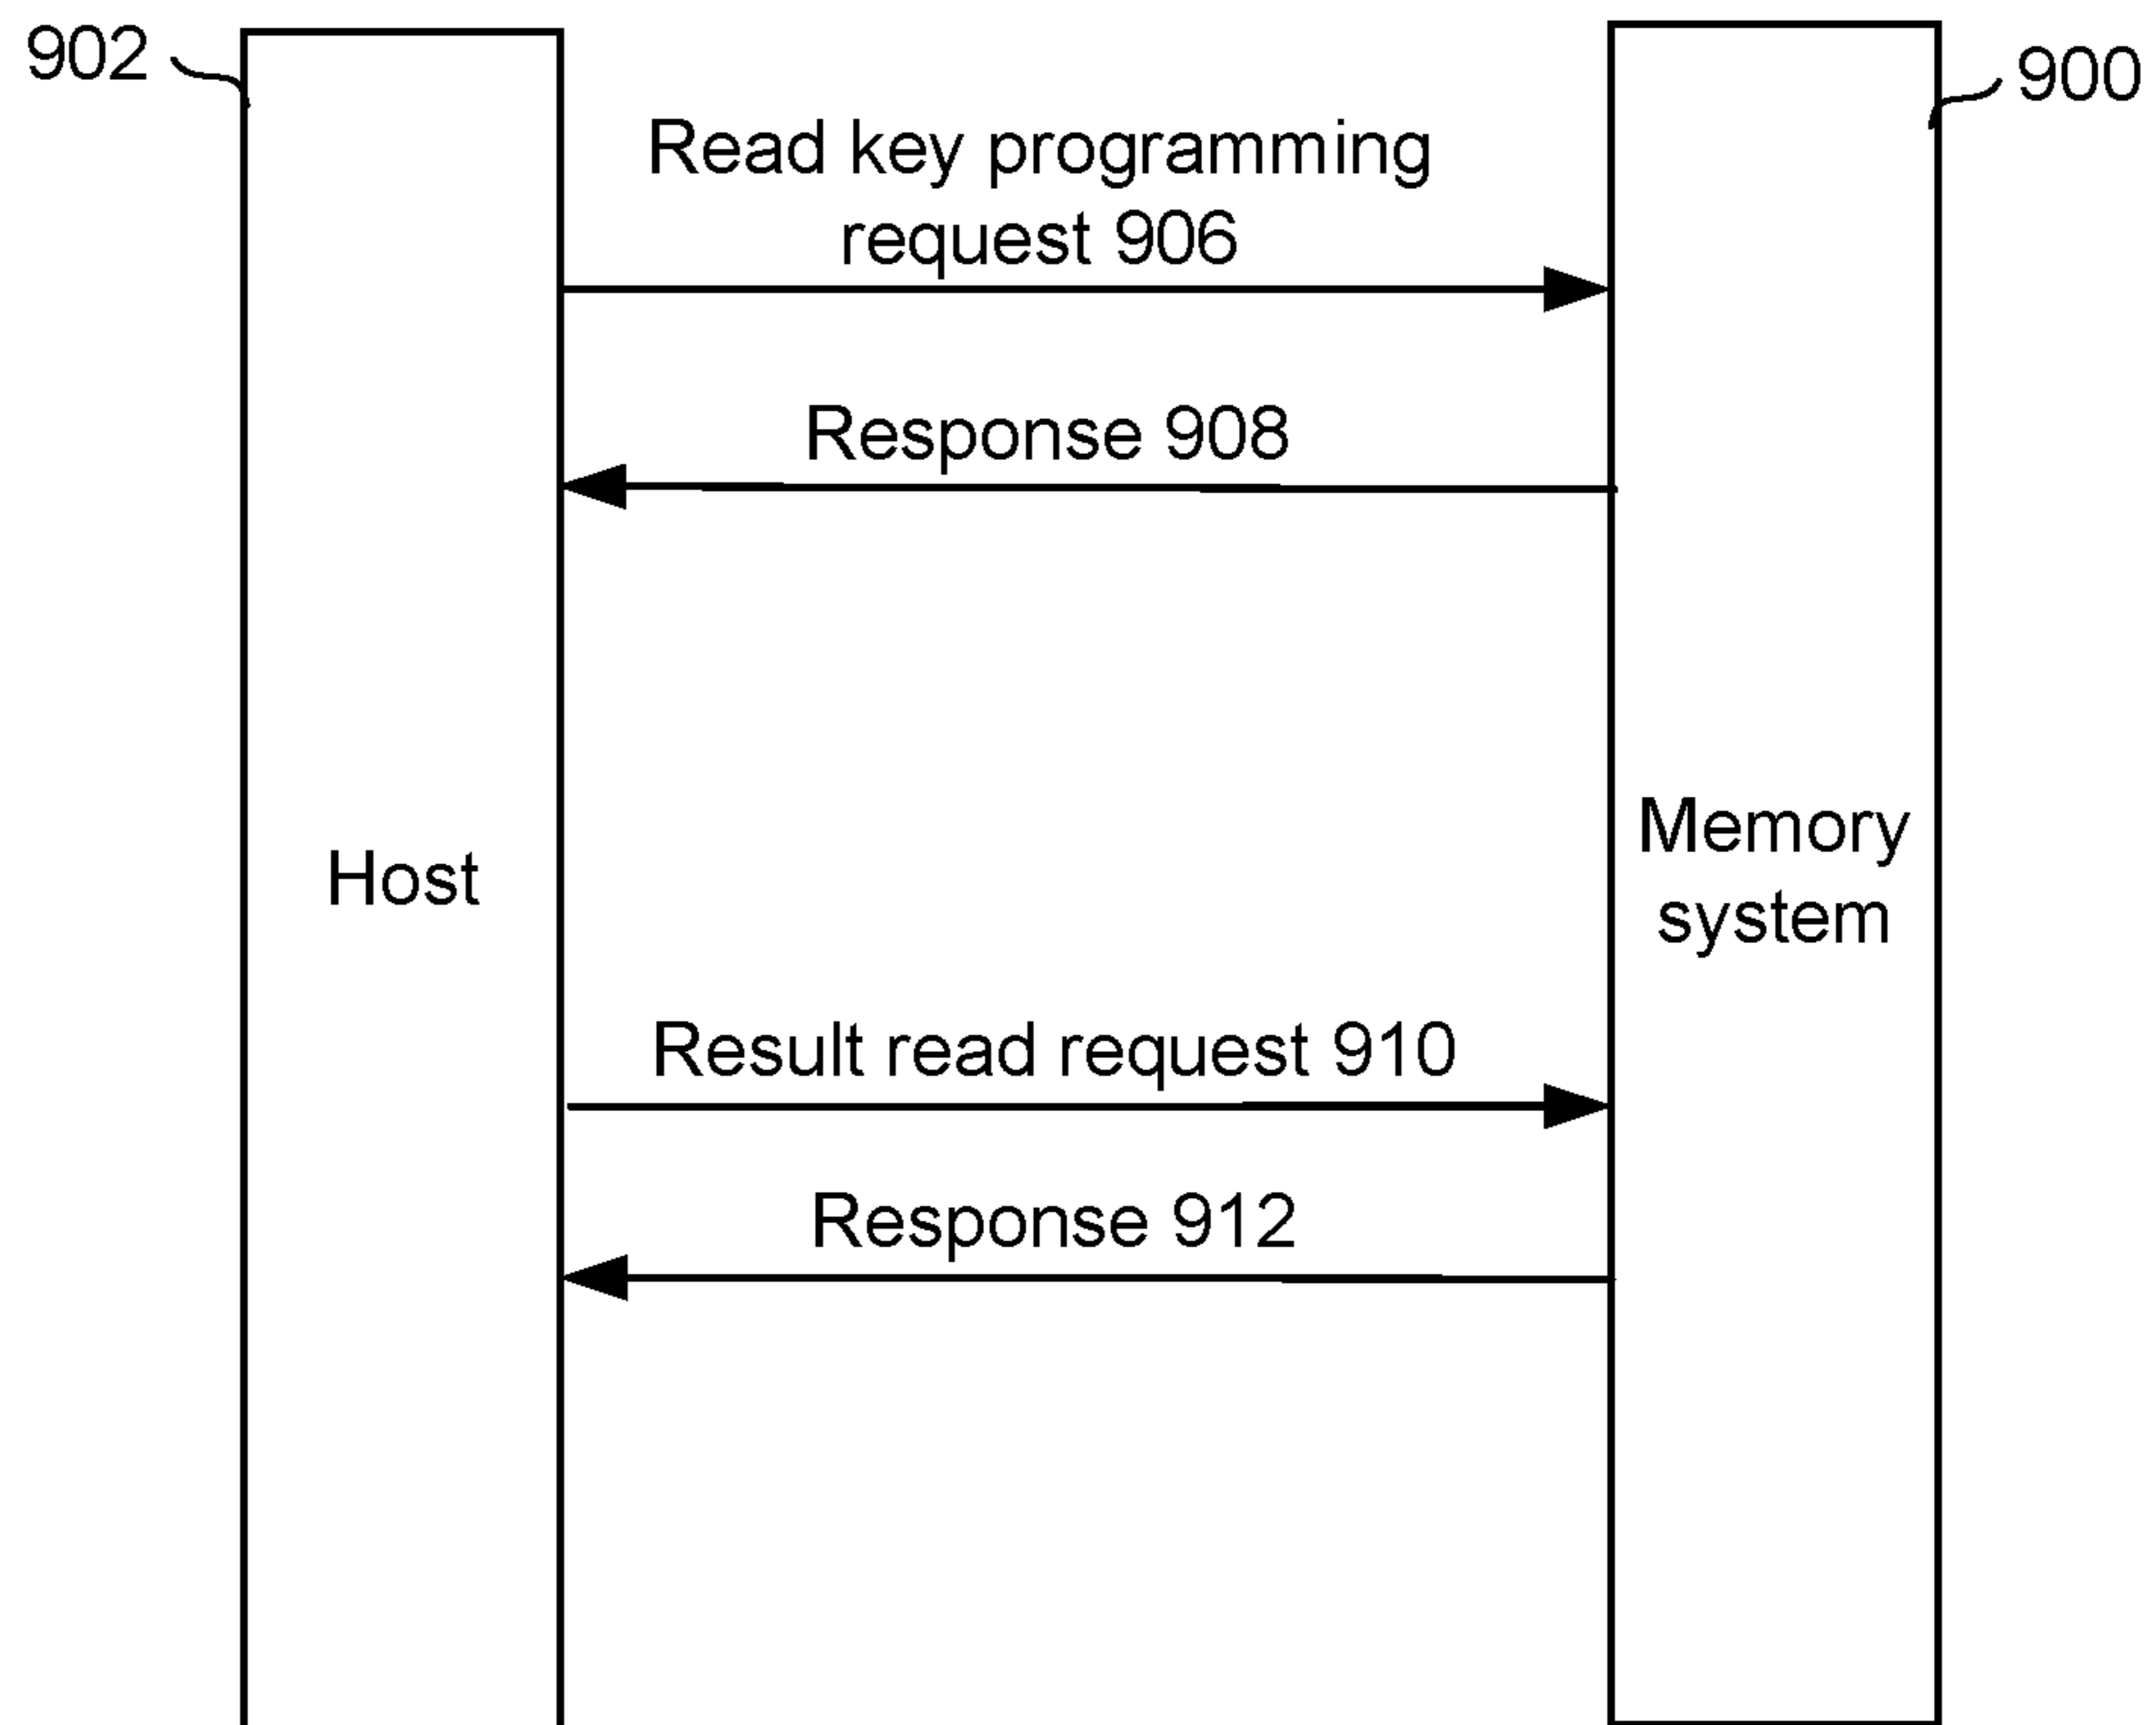 902
900
Read key programming
request 906
Response 908
Host
Memory
system
Result read request 910
Response 912